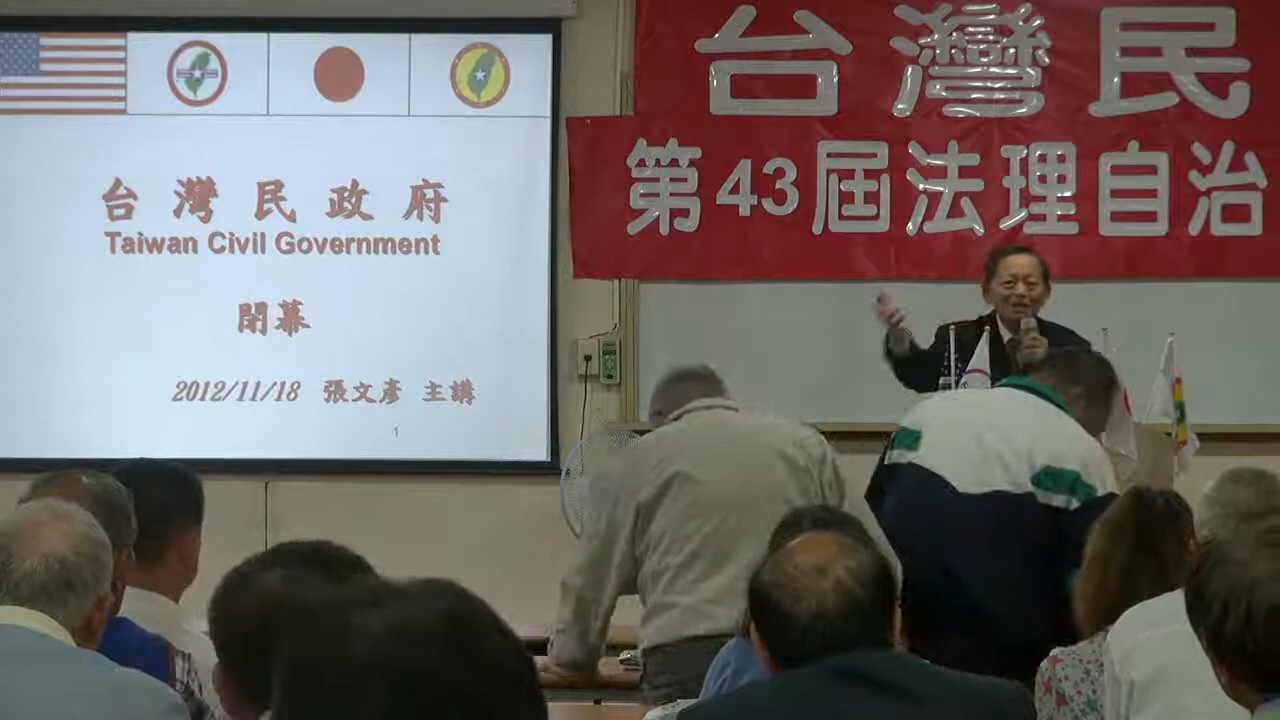 台灣民政府
Taiwan Civil Government
閉幕
2012/11/18 張文彥 主講
1
台灣民
第43屆法理自治